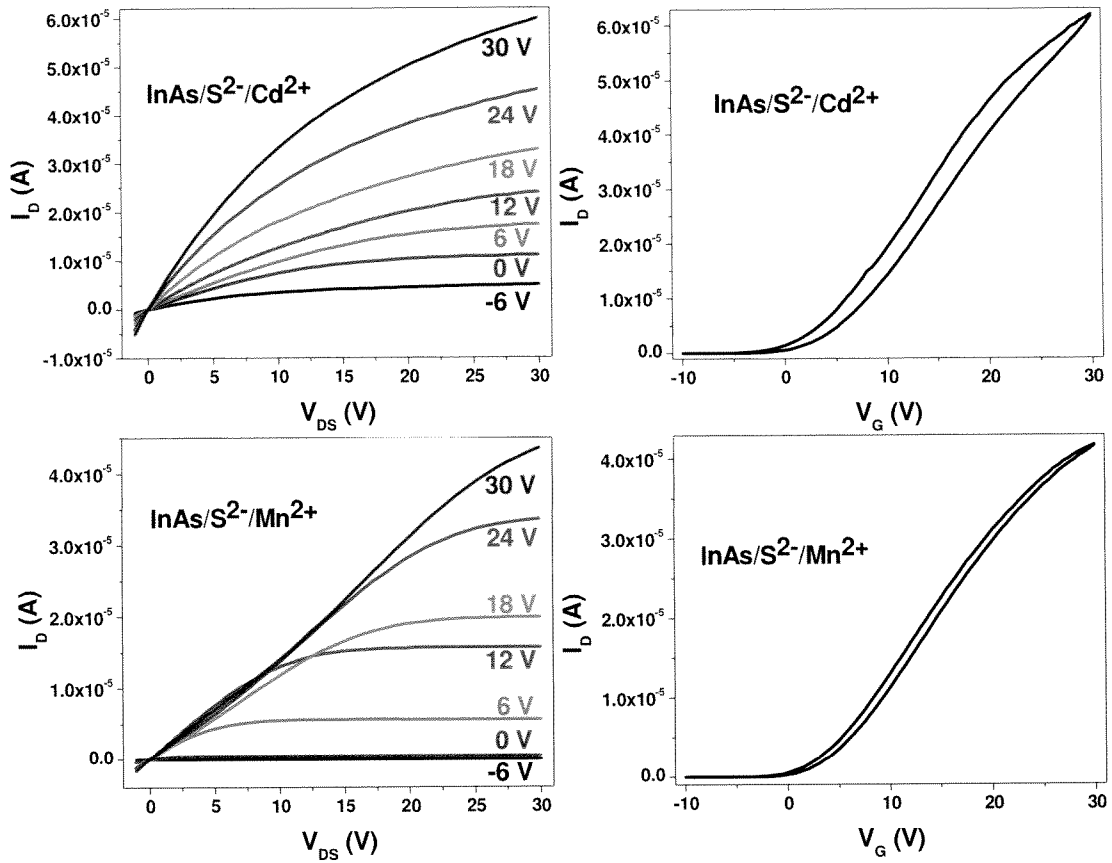 6.0x10⁻⁵
5.0x10⁻⁵
4.0x10⁻⁵
3.0x10⁻⁵
2.0x10⁻⁵
1.0x10⁻⁵
0.0
-1.0x10⁻⁵
I_D (A)
InAs/S²⁻/Cd²⁺
30 V
24 V
18 V
12 V
6 V
0 V
-6 V
0 5 10 15 20 25 30
V_DS (V)
6.0x10⁻⁵
5.0x10⁻⁵
4.0x10⁻⁵
3.0x10⁻⁵
2.0x10⁻⁵
1.0x10⁻⁵
0.0
I_D (A)
InAs/S²⁻/Cd²⁺
-10 0 10 20 30
V_G (V)
4.0x10⁻⁵
3.0x10⁻⁵
2.0x10⁻⁵
1.0x10⁻⁵
0.0
I_D (A)
InAs/S²⁻/Mn²⁺
30 V
24 V
18 V
12 V
6 V
0 V
-6 V
0 5 10 15 20 25 30
V_DS (V)
4.0x10⁻⁵
3.0x10⁻⁵
2.0x10⁻⁵
1.0x10⁻⁵
0.0
I_D (A)
InAs/S²⁻/Mn²⁺
-10 0 10 20 30
V_G (V)